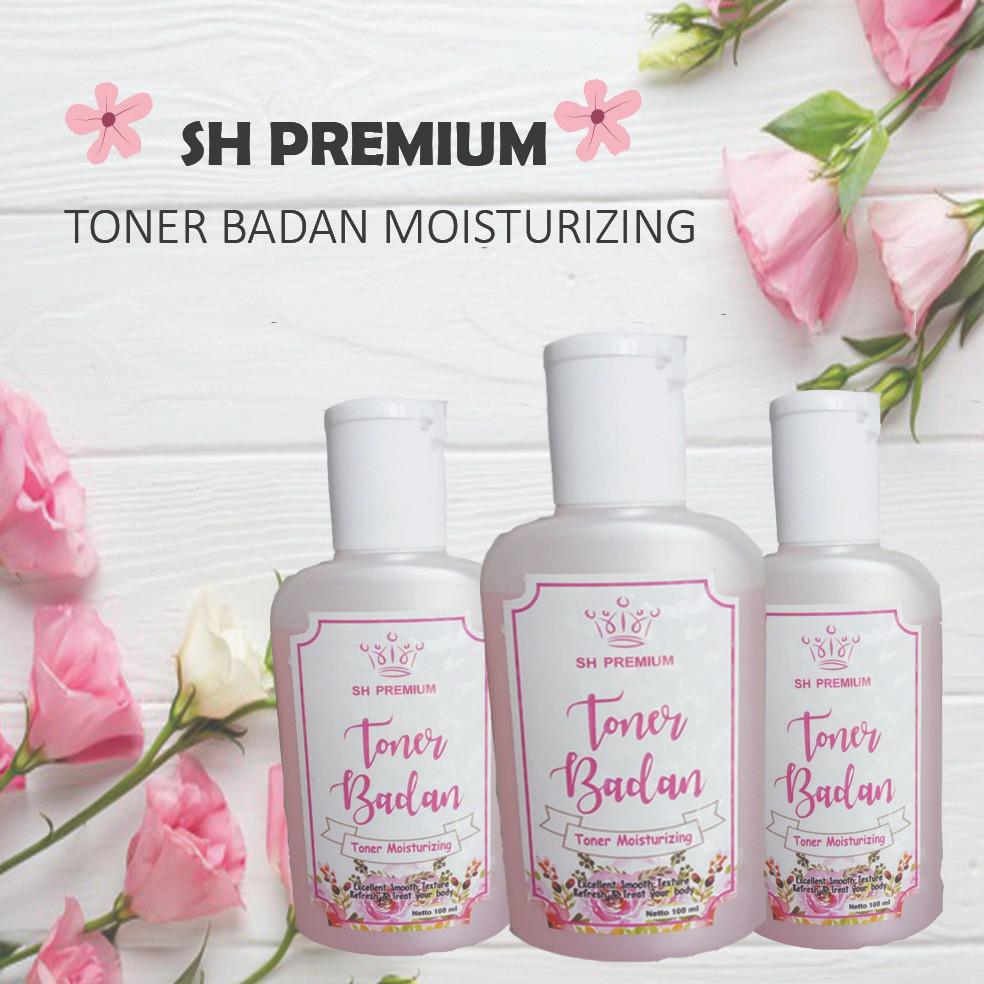 SH PREMIUM
TONER BADAN MOISTURIZING
SH PREMIUM
Toner
Badan
Toner Moisturizing
Excellent Smooth Texture
Refresh & Treat your body
Netto 100 ml
SH PREMIUM
Toner
Badan
Toner Moisturizing
Excellent Smooth Texture
Refresh & Treat your body
Netto 100 ml
SH PREMIUM
Toner
Badan
Toner Moisturizing
Excellent Smooth Texture
Refresh & Treat your body
Netto 100 ml